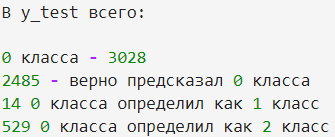 В y_test всего:
0 класса - 3028
2485 - верно предсказал 0 класса
14 0 класса определил как 1 класс
529 0 класса определил как 2 класс